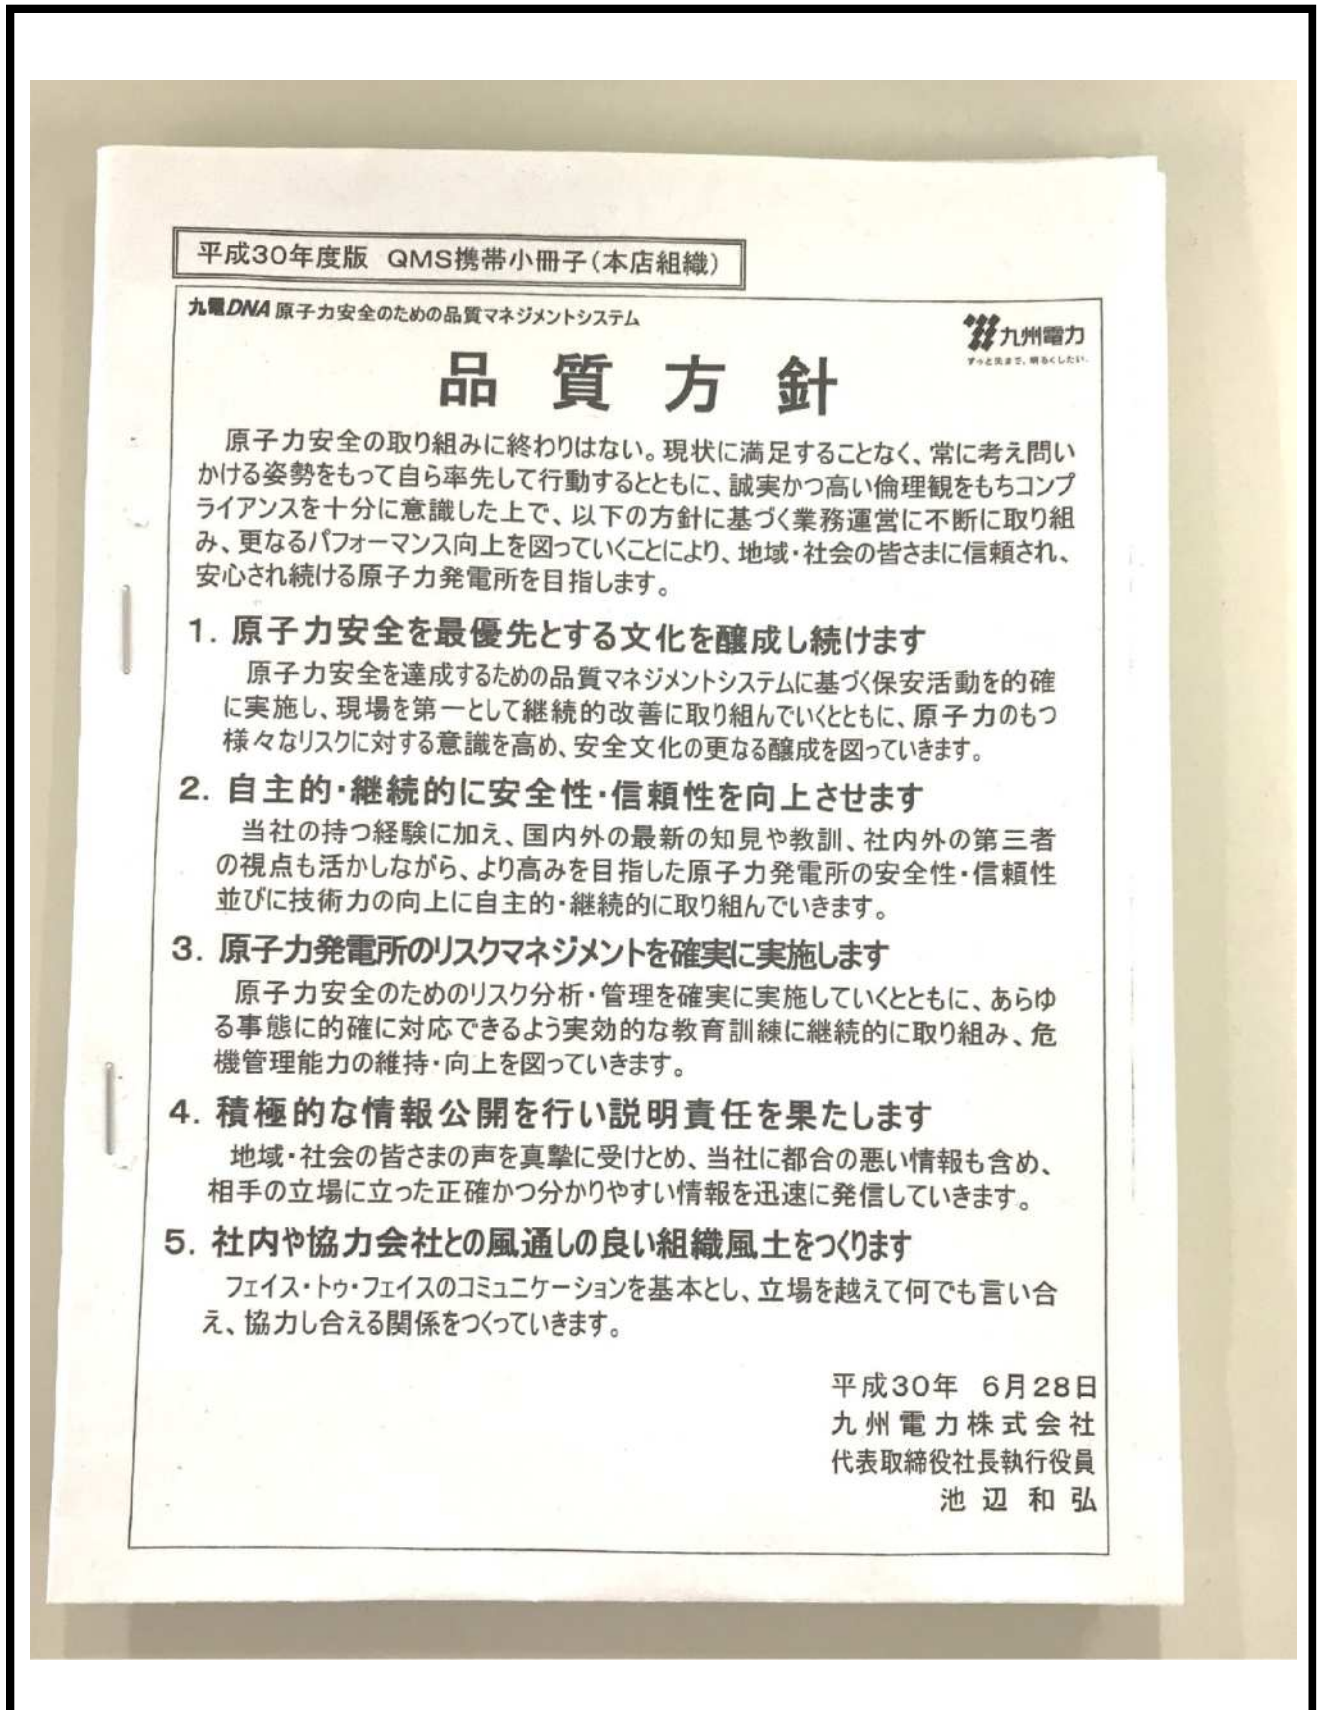 平成30年度版 QMS携帯小冊子(本店組織)
九電DNA 原子力安全のための品質マネジメントシステム
九州電力
ずっと先まで、明るくしたい。
品質方針
原子力安全の取り組みに終わりはない。現状に満足することなく、常に考え問い
かける姿勢をもって自ら率先して行動するとともに、誠実かつ高い倫理観をもちコンプ
ライアンスを十分に意識した上で、以下の方針に基づく業務運営に不断に取り組
み、更なるパフォーマンス向上を図っていくことにより、地域・社会の皆さまに信頼され、
安心され続ける原子力発電所を目指します。
1. 原子力安全を最優先とする文化を醸成し続けます
原子力安全を達成するための品質マネジメントシステムに基づく保安活動を的確
に実施し、現場を第一として継続的改善に取り組んでいくとともに、原子力のもつ
様々なリスクに対する意識を高め、安全文化の更なる醸成を図っていきます。
2. 自主的・継続的に安全性・信頼性を向上させます
当社の持つ経験に加え、国内外の最新の知見や教訓、社内外の第三者
の視点も活かしながら、より高みを目指した原子力発電所の安全性・信頼性
並びに技術力の向上に自主的・継続的に取り組んでいきます。
3. 原子力発電所のリスクマネジメントを確実に実施します
原子力安全のためのリスク分析・管理を確実に実施していくとともに、あらゆ
る事態に的確に対応できるよう実効的な教育訓練に継続的に取り組み、危
機管理能力の維持・向上を図っていきます。
4. 積極的な情報公開を行い説明責任を果たします
地域・社会の皆さまの声を真摯に受けとめ、当社に都合の悪い情報も含め、
相手の立場に立った正確かつ分かりやすい情報を迅速に発信していきます。
5. 社内や協力会社との風通しの良い組織風土をつくります
フェイス・トゥ・フェイスのコミュニケーションを基本とし、立場を越えて何でも言い合
え、協力し合える関係をつくっていきます。
平成30年 6月28日
九州電力株式会社
代表取締役社長執行役員
池辺和弘